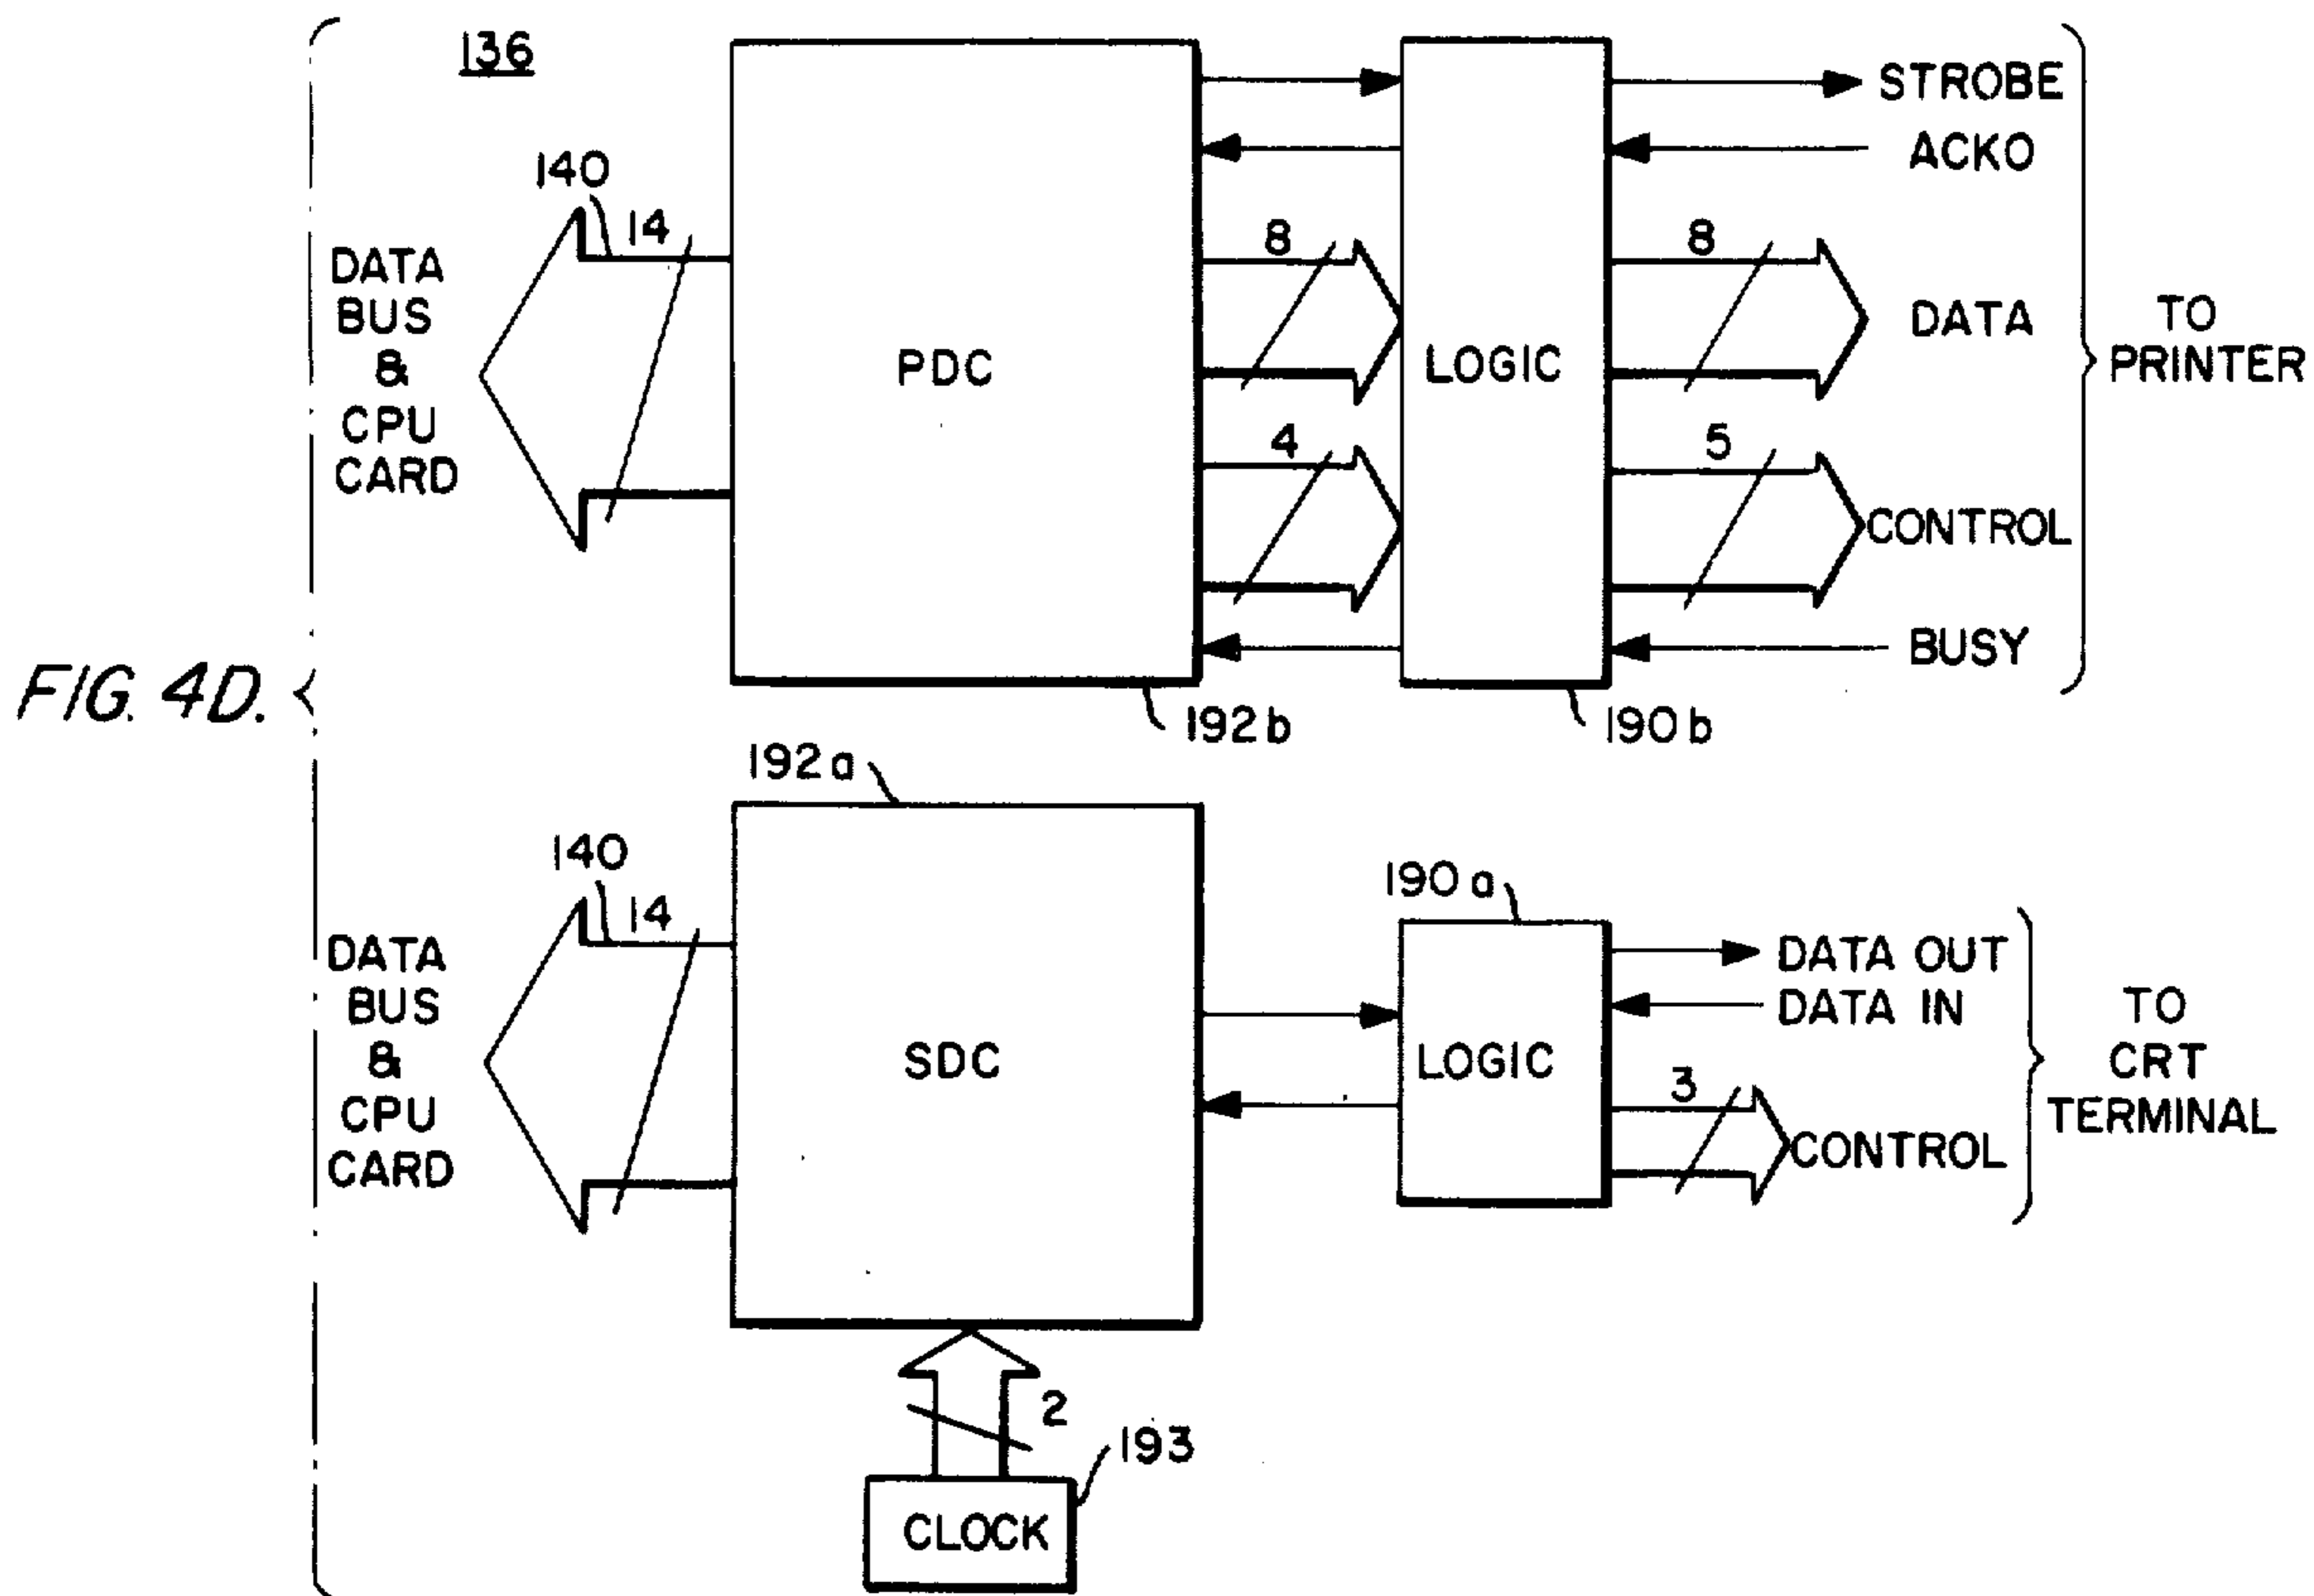 FIG. 4D.
136
140
14
DATA
BUS
&
CPU
CARD
PDC
8
4
LOGIC
8
5
STROBE
ACKO
DATA
CONTROL
BUSY
TO
PRINTER
192b
190b
192a
140
14
DATA
BUS
&
CPU
CARD
SDC
190a
LOGIC
DATA OUT
DATA IN
3
CONTROL
TO
CRT
TERMINAL
2
193
CLOCK